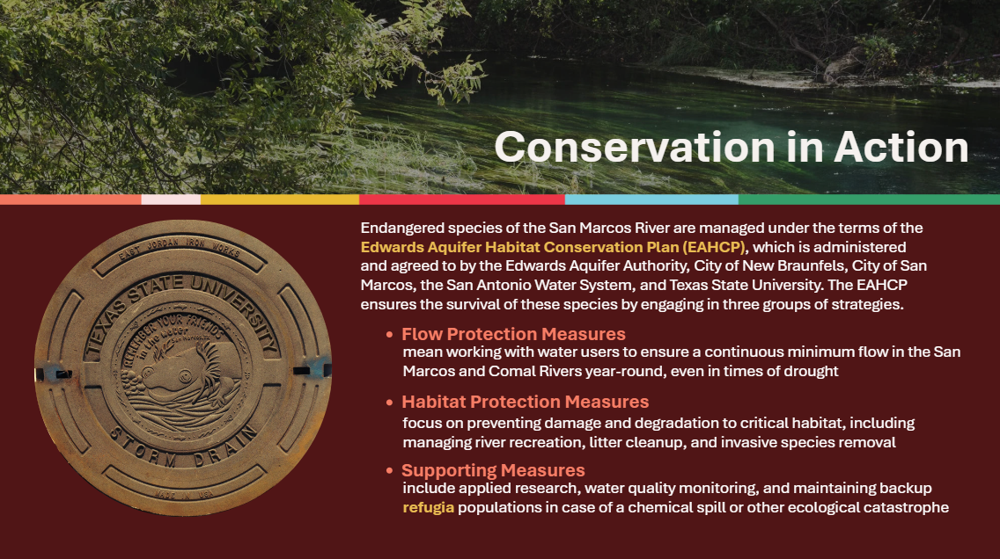 Conservation in Action
EAST JORDAN IRON WORKS
TEXAS STATE UNIVERSITY
REMEMBER YOUR FRIENDS
in the water
San Marcos, TX
STORM DRAIN
MADE IN USA
Endangered species of the San Marcos River are managed under the terms of the
Edwards Aquifer Habitat Conservation Plan (EAHCP), which is administered
and agreed to by the Edwards Aquifer Authority, City of New Braunfels, City of San
Marcos, the San Antonio Water System, and Texas State University. The EAHCP
ensures the survival of these species by engaging in three groups of strategies.
• Flow Protection Measures
mean working with water users to ensure a continuous minimum flow in the San
Marcos and Comal Rivers year-round, even in times of drought
• Habitat Protection Measures
focus on preventing damage and degradation to critical habitat, including
managing river recreation, litter cleanup, and invasive species removal
• Supporting Measures
include applied research, water quality monitoring, and maintaining backup
refugia populations in case of a chemical spill or other ecological catastrophe